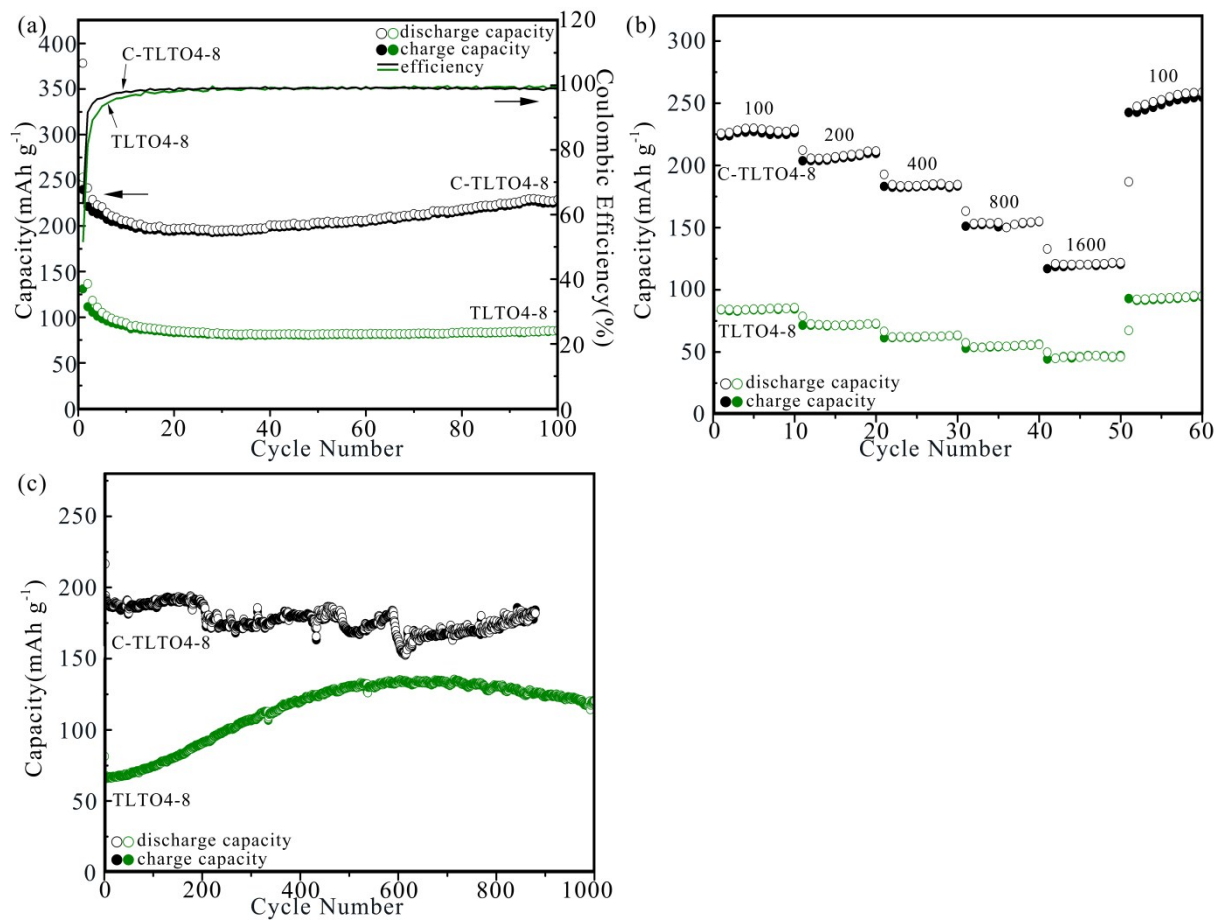 (a)
discharge capacity
charge capacity
efficiency
C-TLTO4-8
TLTO4-8
C-TLTO4-8
TLTO4-8
400
350
300
250
200
150
100
50
0
Capacity(mAh g-1)
120
100
80
60
40
20
0
Coulombic Efficiency(%)
0 20 40 60 80 100
Cycle Number
(b)
300
250
200
150
100
50
0
Capacity(mAh g-1)
100
200
400
800
1600
100
C-TLTO4-8
TLTO4-8
discharge capacity
charge capacity
0 10 20 30 40 50 60
Cycle Number
(c)
250
200
150
100
50
0
Capacity(mAh g-1)
C-TLTO4-8
TLTO4-8
discharge capacity
charge capacity
0 200 400 600 800 1000
Cycle Number